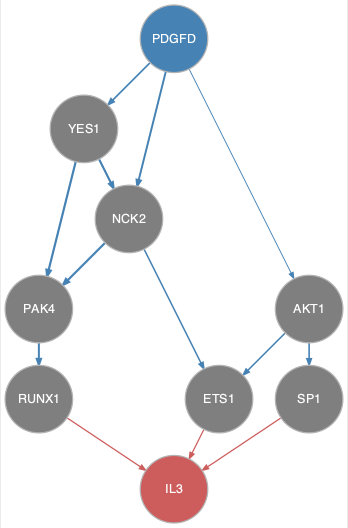 PDGFD
YES1
NCK2
PAK4
AKT1
RUNX1
ETS1
SP1
IL3